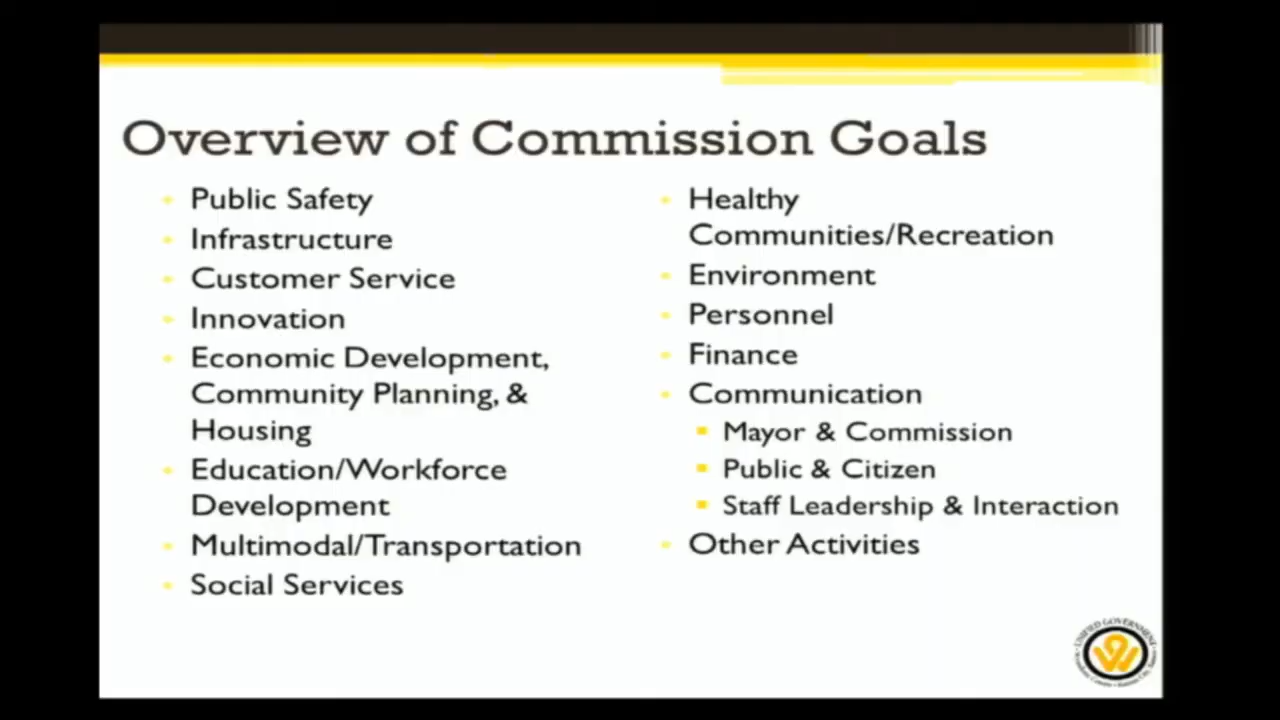 Overview of Commission Goals
Public Safety
Infrastructure
Customer Service
Innovation
Economic Development,
Community Planning, &
Housing
Education/Workforce
Development
Multimodal/Transportation
Social Services
Healthy
Communities/Recreation
Environment
Personnel
Finance
Communication
Mayor & Commission
Public & Citizen
Staff Leadership & Interaction
Other Activities
UNIFIED GOVERNMENT